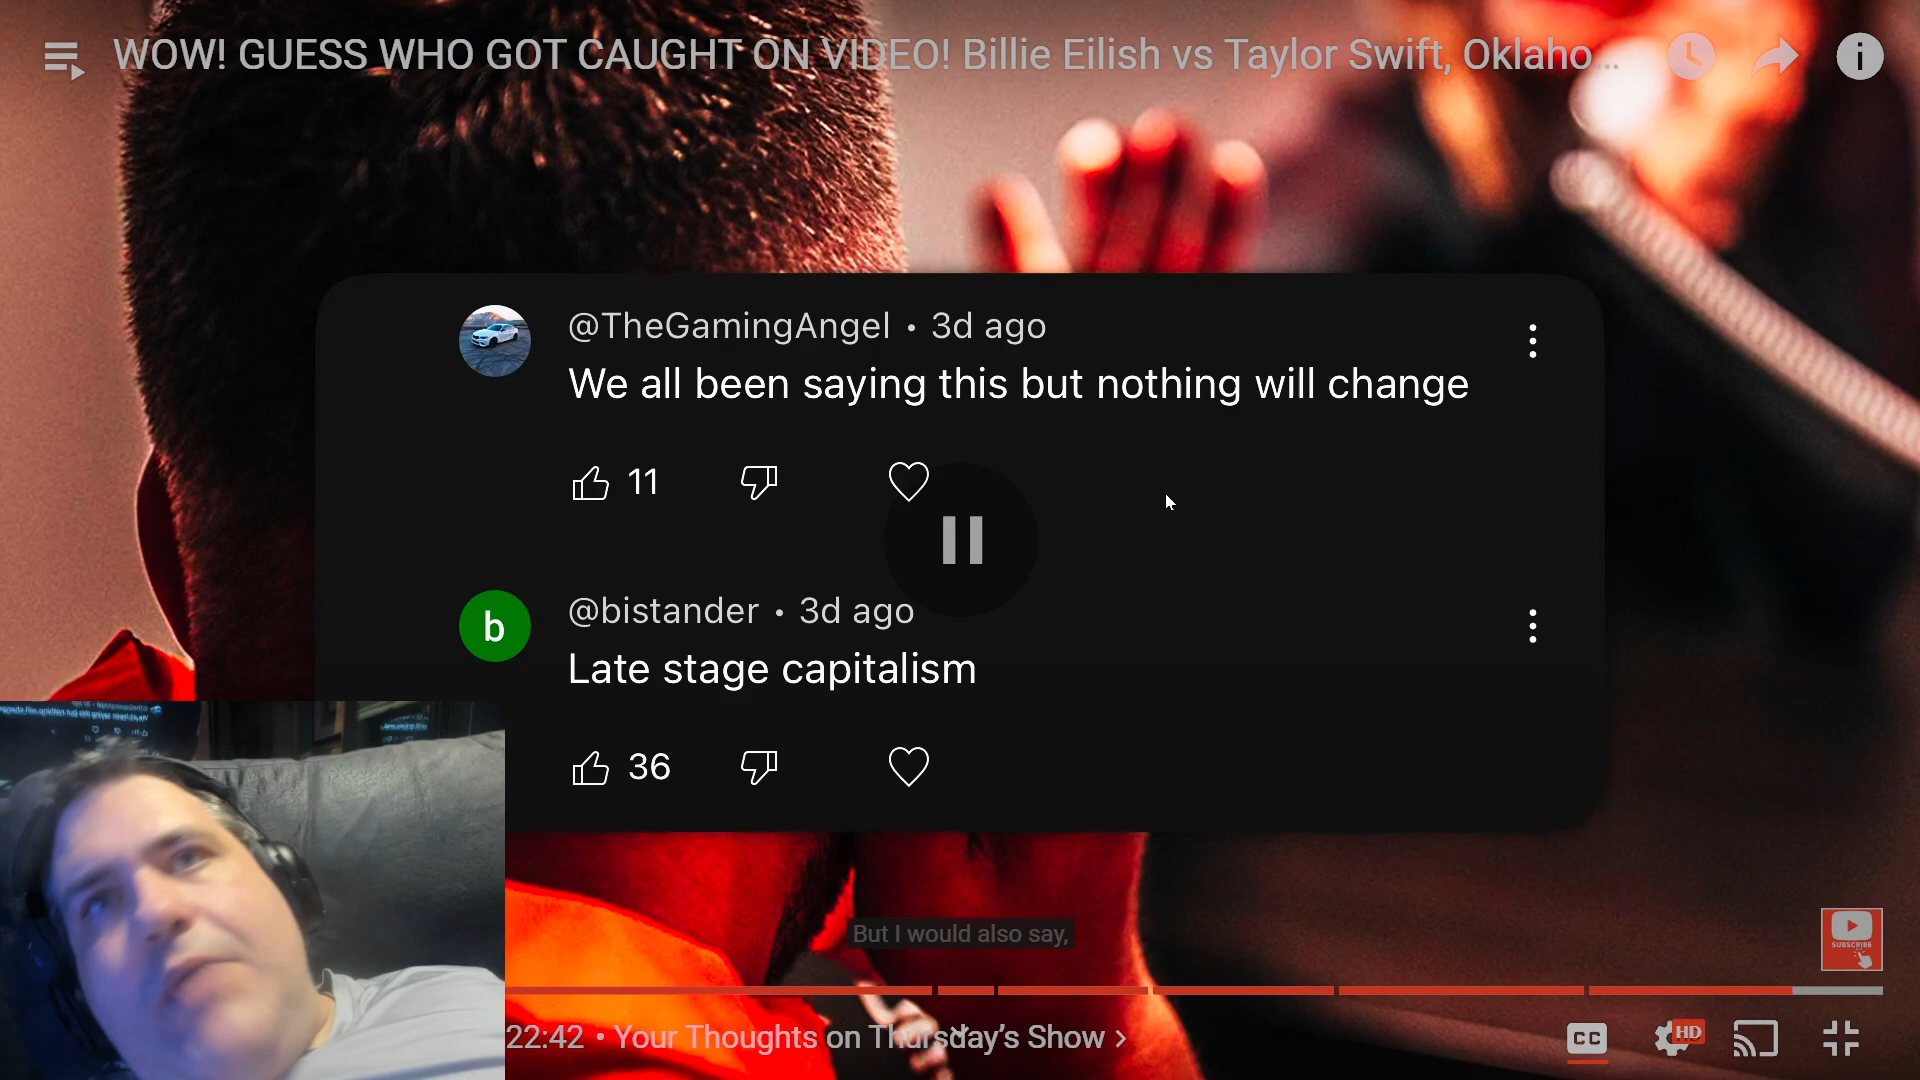 WOW! GUESS WHO GOT CAUGHT ON VIDEO! Billie Eilish vs Taylor Swift, Oklaho...
@TheGamingAngel • 3d ago
We all been saying this but nothing will change
11
@bistander • 3d ago
b
Late stage capitalism
36
But I would also say,
SUBSCRIBE
22:42 • Your Thoughts on Thursday's Show >
CC
HD